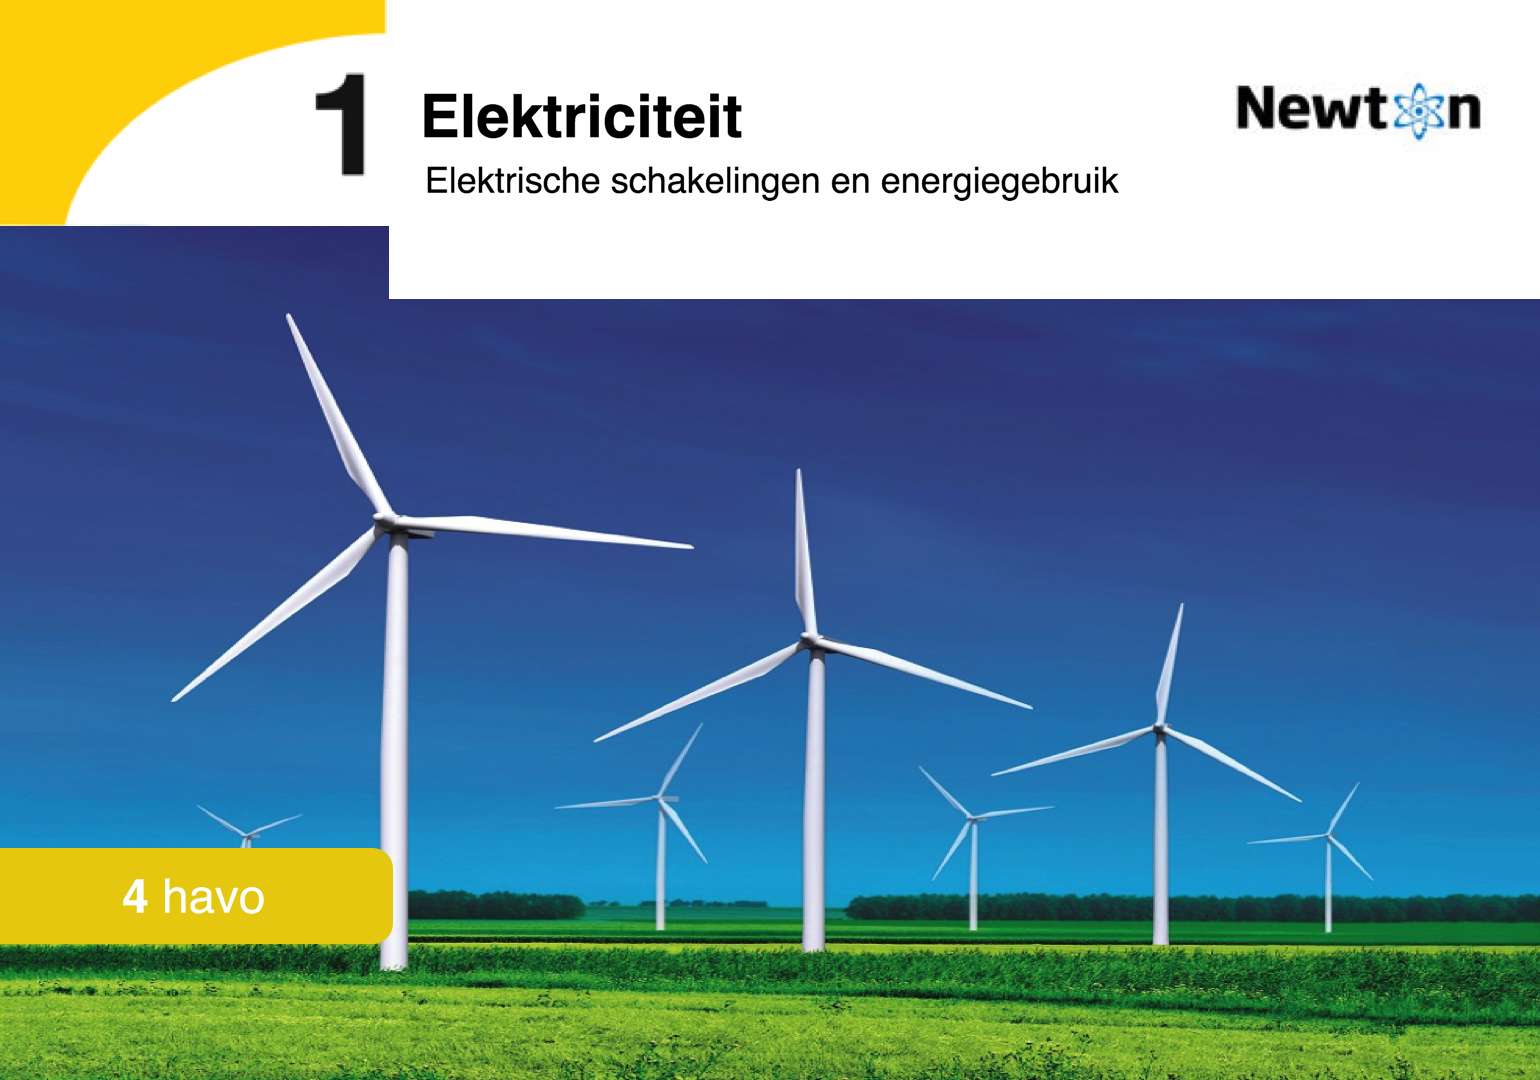 1
Elektriciteit
Newton
Elektrische schakelingen en energiegebruik
4 havo